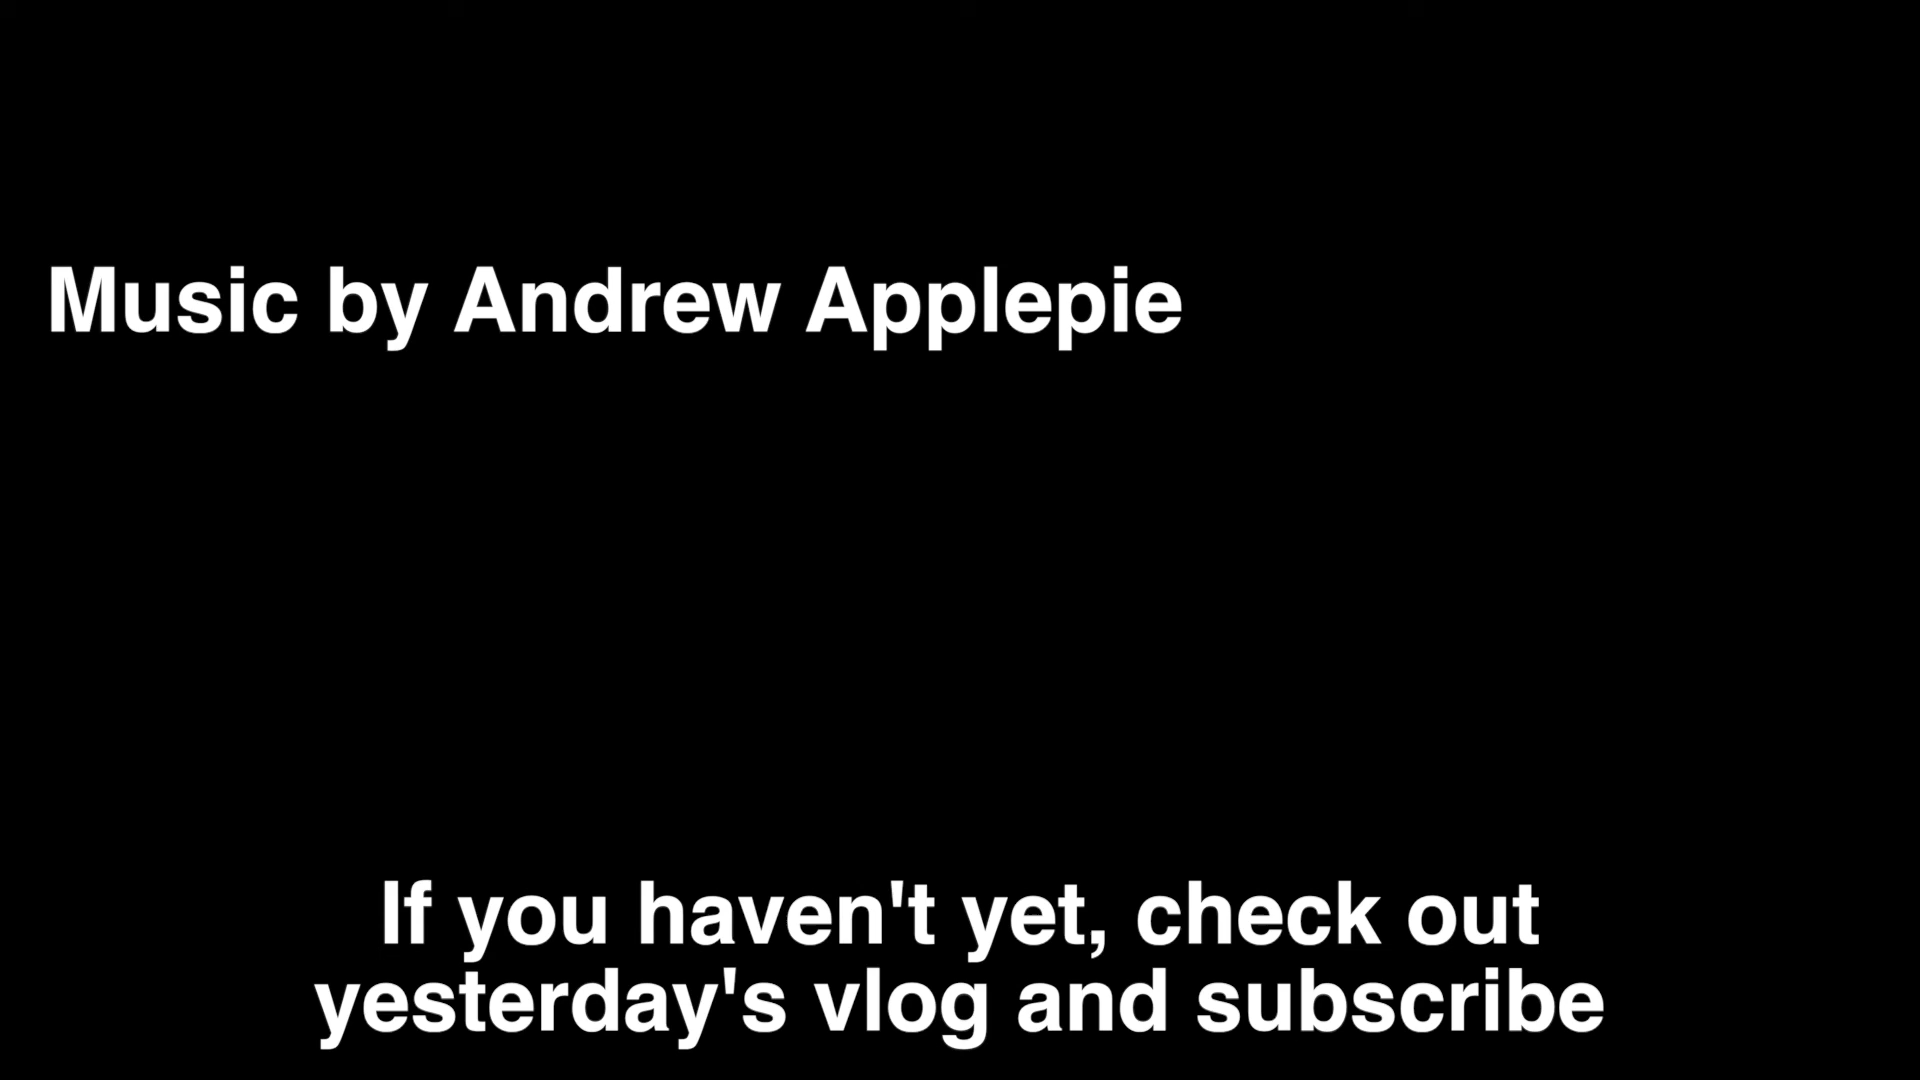 Music by Andrew Applepie
If you haven't yet, check out
yesterday's vlog and subscribe